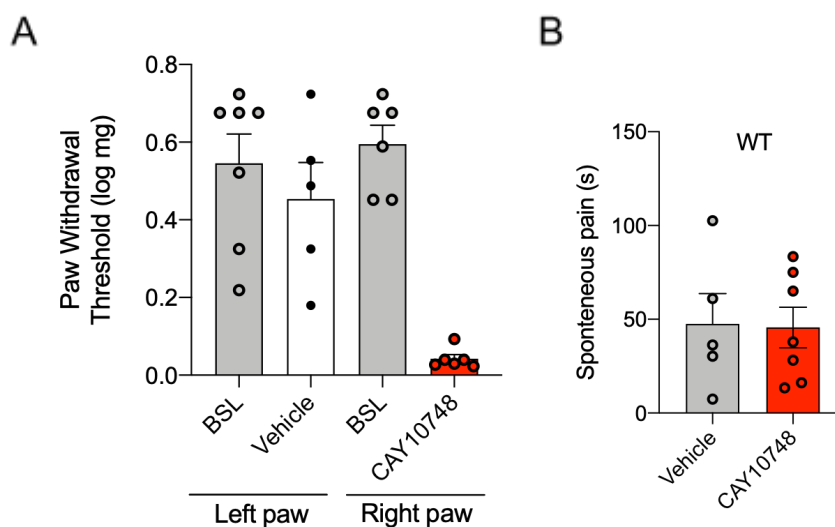 A
Paw Withdrawal
Threshold (log mg)
0.8
0.6
0.4
0.2
0.0
BSL
Vehicle
BSL
CAY10748
Left paw
Right paw
B
Sponteneous pain (s)
150
100
50
0
WT
Vehicle
CAY10748